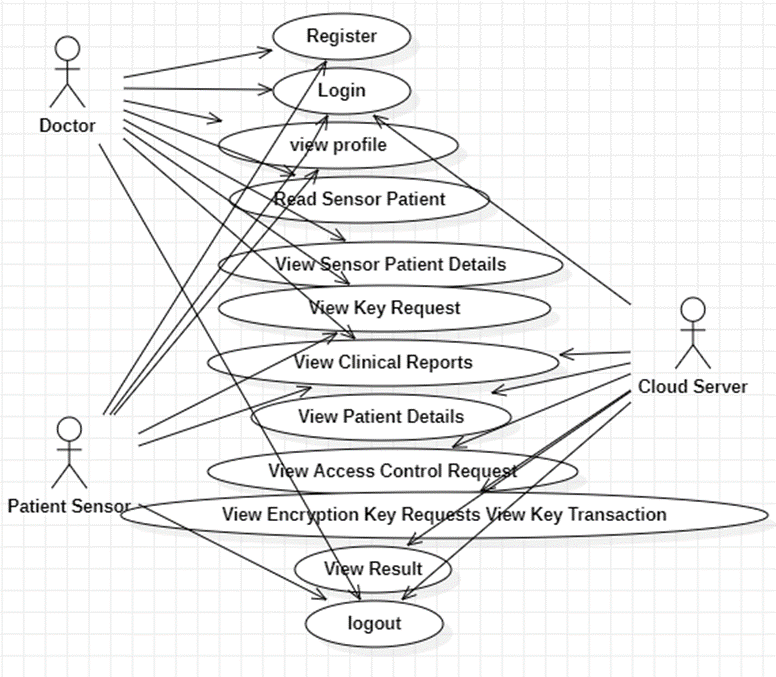 Register
Login
Doctor
view profile
Read Sensor Patient
View Sensor Patient Details
View Key Request
View Clinical Reports
Cloud Server
View Patient Details
View Access Control Request
Patient Sensor
View Encryption Key Requests View Key Transaction
View Result
logout